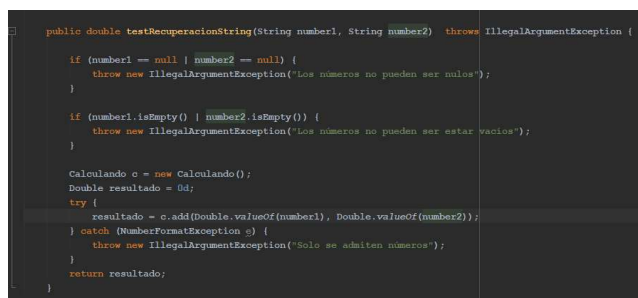 public double testRecuperacionString(String number1, String number2)  throws IllegalArgumentException {
if (number1 == null | number2 == null) {
throw new IllegalArgumentException("Los números no pueden ser nulos");
}
if (number1.isEmpty() | number2.isEmpty()) {
throw new IllegalArgumentException("Los números no pueden ser estar vacios");
}
Calculando c = new Calculando();
Double resultado = 0d;
try {
resultado = c.add(Double.valueOf(number1), Double.valueOf(number2));
} catch (NumberFormatException e) {
throw new IllegalArgumentException("Solo se admiten números");
}
return resultado;
}